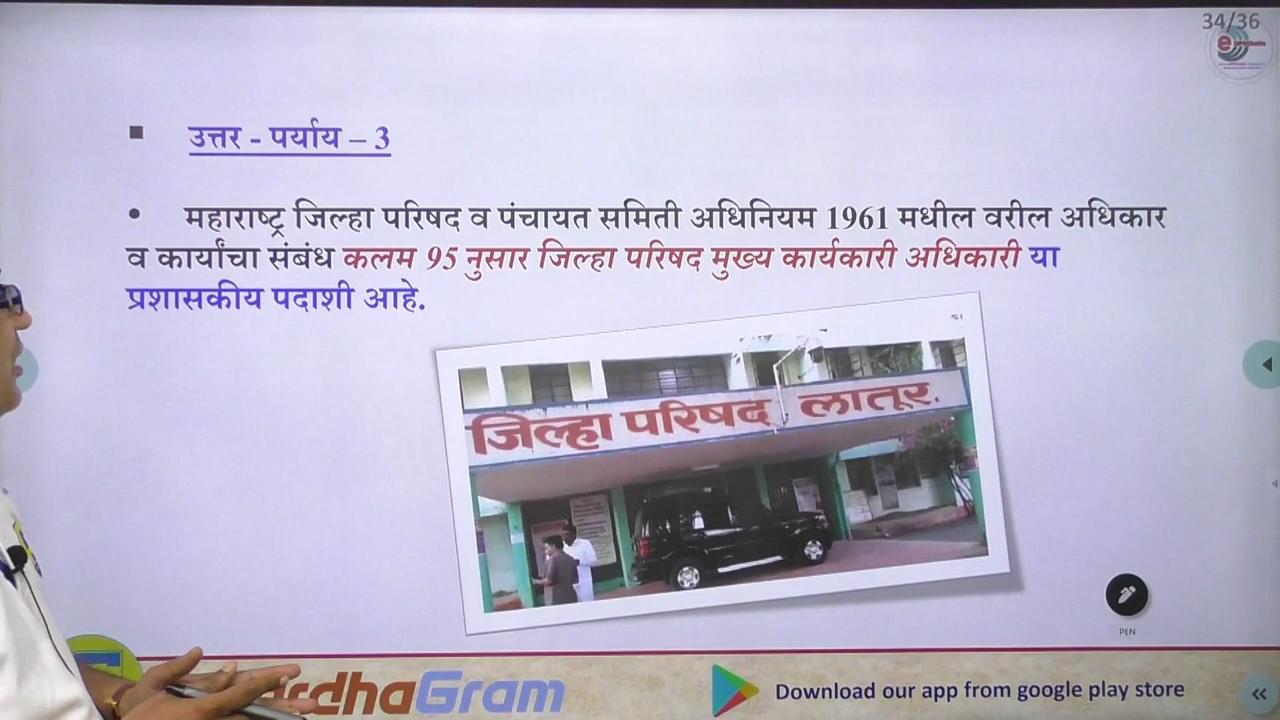 34/36
उत्तर - पर्याय – 3
महाराष्ट्र जिल्हा परिषद व पंचायत समिती अधिनियम 1961 मधील वरील अधिकार
व कार्यांचा संबंध कलम 95 नुसार जिल्हा परिषद मुख्य कार्यकारी अधिकारी या
प्रशासकीय पदाशी आहे.
जिल्हा परिषद लातूर.
PEN
rdhaGram
Download our app from google play store